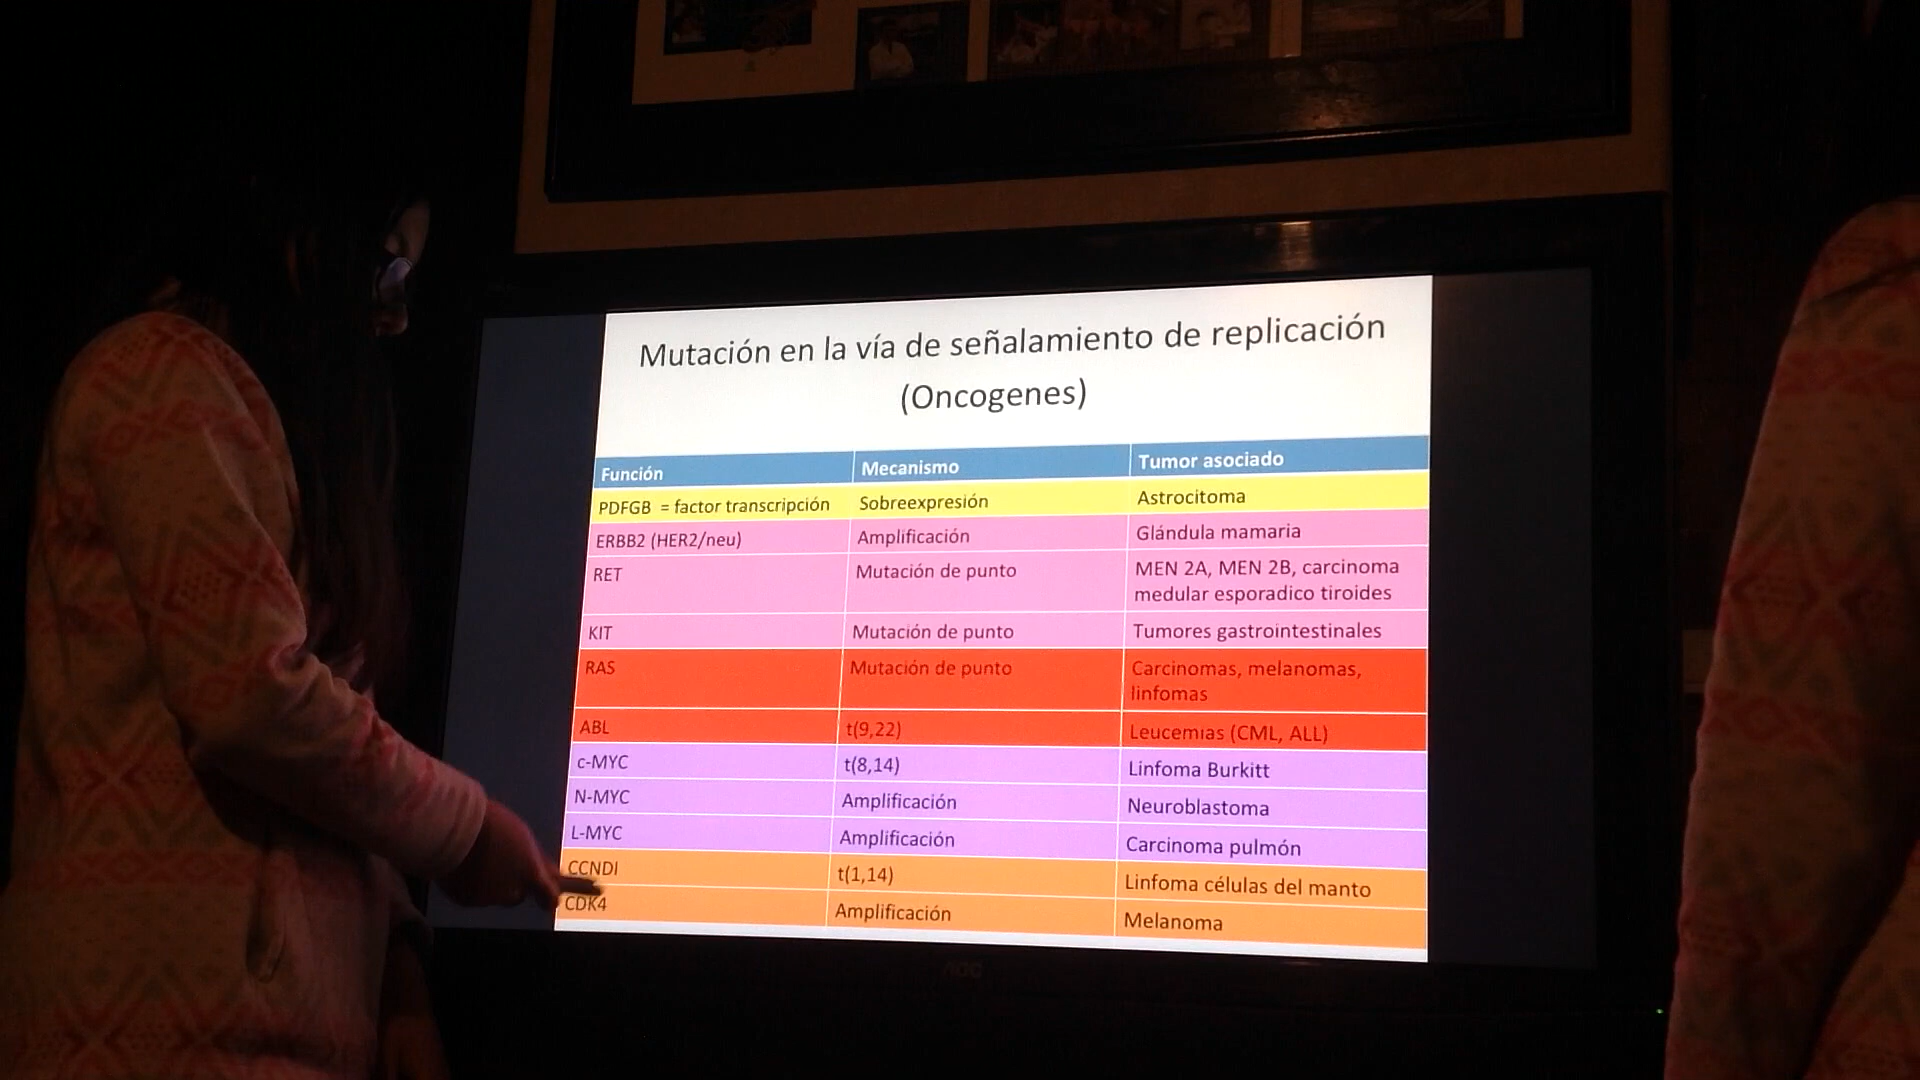 Mutación en la vía de señalamiento de replicación
(Oncogenes)
Función Mecanismo Tumor asociado
PDFGB = factor transcripción Sobreexpresión Astrocitoma
ERBB2 (HER2/neu) Amplificación Glándula mamaria
RET Mutación de punto MEN 2A, MEN 2B, carcinoma
medular esporadico tiroides
KIT Mutación de punto Tumores gastrointestinales
RAS Mutación de punto Carcinomas, melanomas,
linfomas
ABL t(9,22) Leucemias (CML, ALL)
c-MYC t(8,14) Linfoma Burkitt
N-MYC Amplificación Neuroblastoma
L-MYC Amplificación Carcinoma pulmón
CCNDI t(1,14) Linfoma células del manto
CDK4 Amplificación Melanoma
AOC